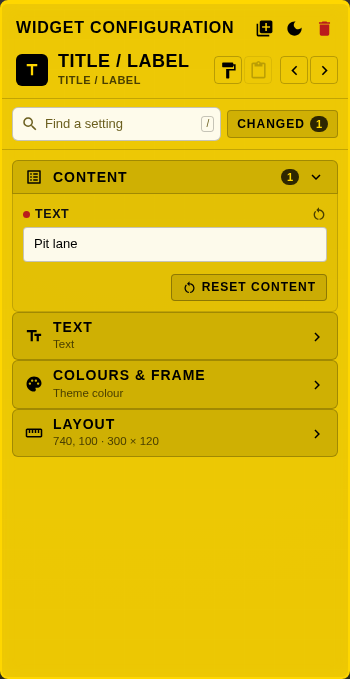 WIDGET CONFIGURATION
T
TITLE / LABEL
TITLE / LABEL
Find a setting
/
CHANGED 1
CONTENT
1
TEXT
Pit lane
RESET CONTENT
TEXT
Text
COLOURS & FRAME
Theme colour
LAYOUT
740, 100 · 300 × 120